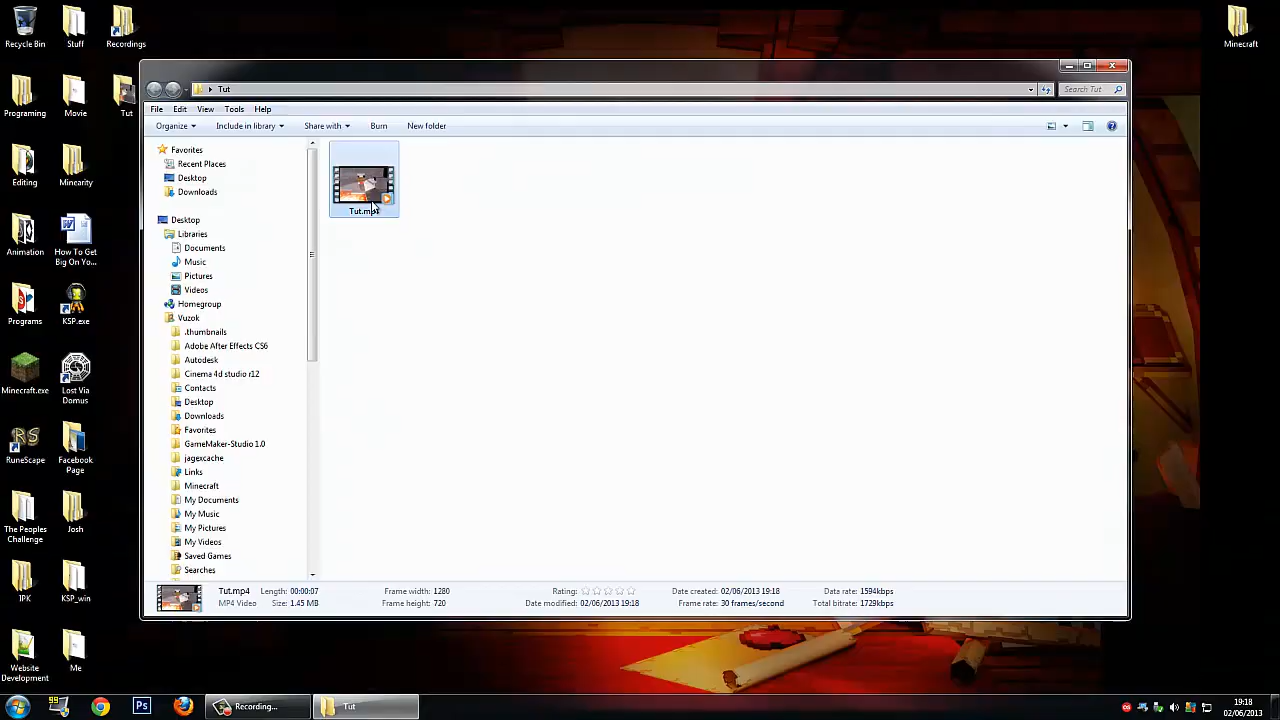 Recycle Bin
Stuff
Recordings
Minecraft
Programing
Movie
Tut
Editing
Minearity
Animation
How To Get
Big On Yo...
Programs
KSP.exe
Minecraft.exe
Lost Via
Domus
RuneScape
Facebook
Page
The Peoples
Challenge
Josh
IPK
KSP_win
Website
Development
Me
Tut
Search Tut
File Edit View Tools Help
Organize Include in library Share with Burn New folder
Favorites
Recent Places
Desktop
Downloads
Desktop
Libraries
Documents
Music
Pictures
Videos
Homegroup
Vuzok
.thumbnails
Adobe After Effects CS6
Autodesk
Cinema 4d studio r12
Contacts
Desktop
Downloads
Favorites
GameMaker-Studio 1.0
jagexcache
Links
Minecraft
My Documents
My Music
My Pictures
My Videos
Saved Games
Searches
Tut.mp4
Tut.mp4 Length: 00:00:07 Frame width: 1280 Rating: Date created: 02/06/2013 19:18 Data rate: 1594kbps
MP4 Video Size: 1.45 MB Frame height: 720 Date modified: 02/06/2013 19:18 Frame rate: 30 frames/second Total bitrate: 1729kbps
99
Ps
Recording...
Tut
19:18
02/06/2013